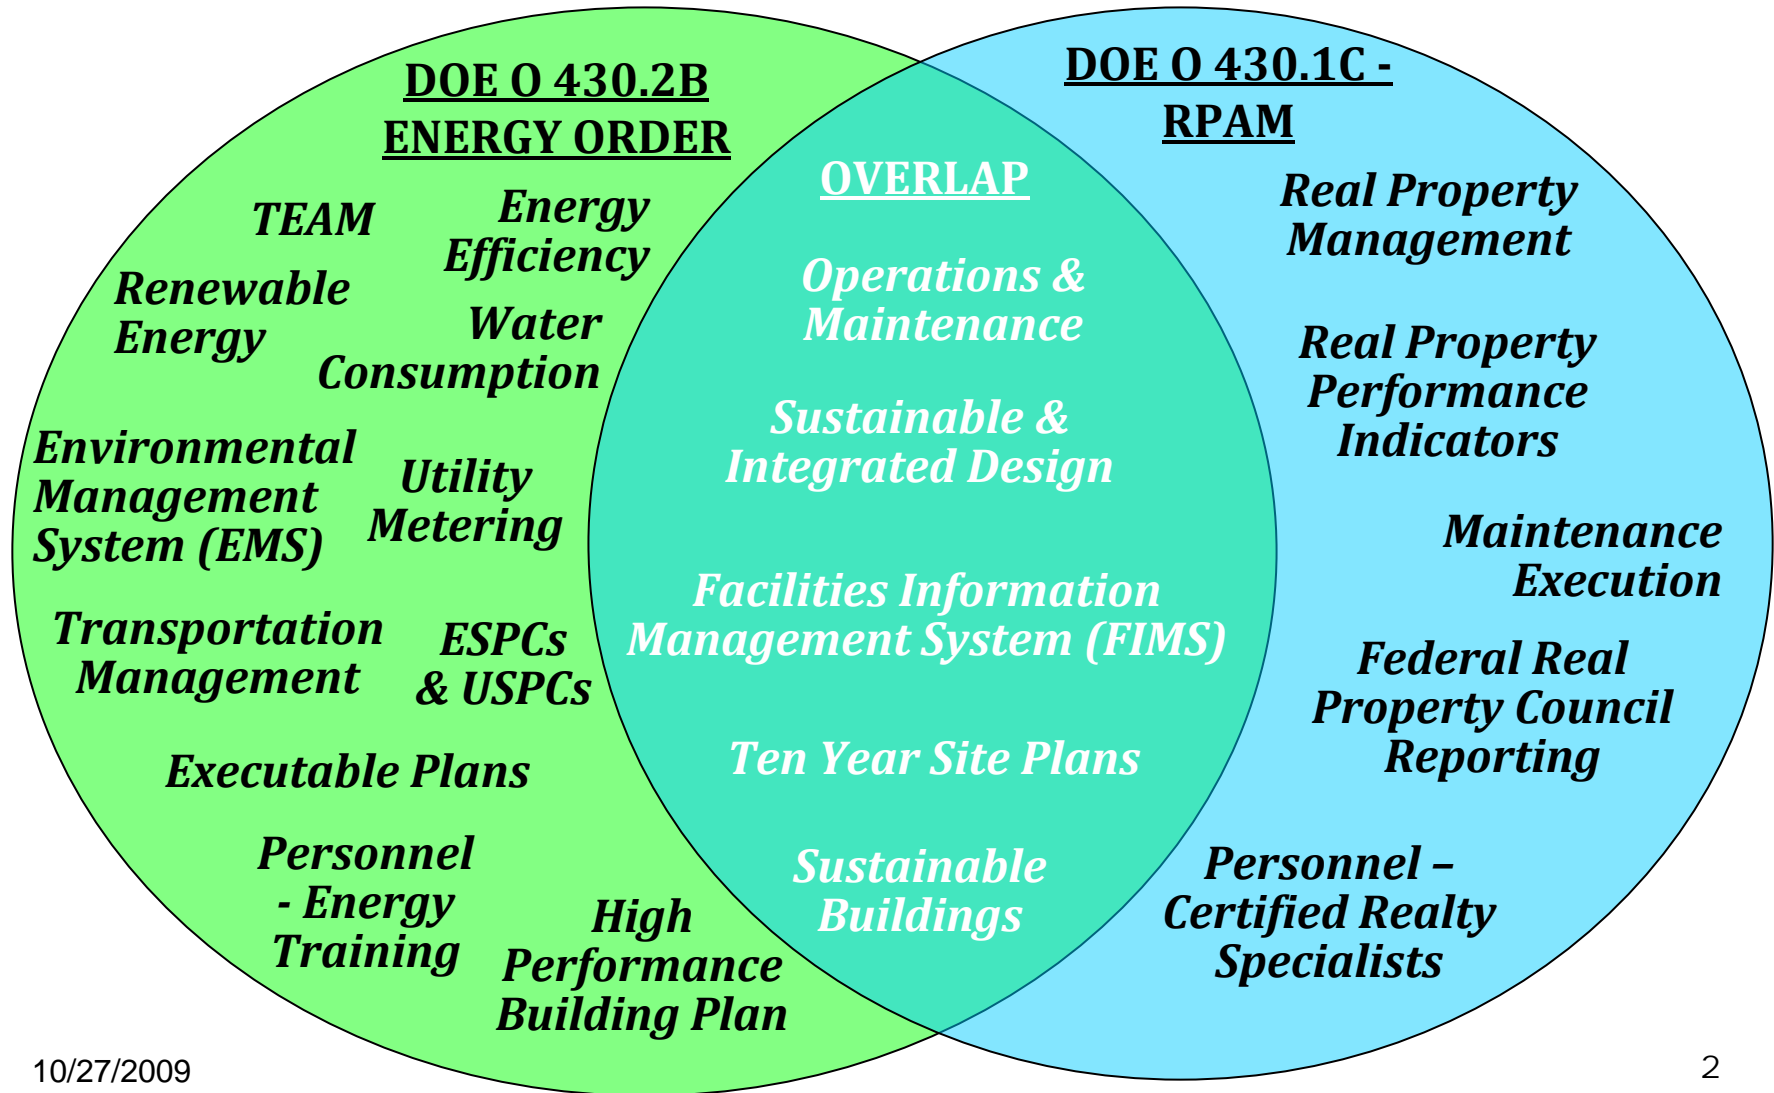 DOE O 430.2B
ENERGY ORDER
TEAM
Energy
Efficiency
Renewable
Energy
Water
Consumption
Environmental
Management
System (EMS)
Utility
Metering
Transportation
Management
ESPCs
& USPCs
Executable Plans
Personnel
- Energy
Training
High
Performance
Building Plan
OVERLAP
Operations &
Maintenance
Sustainable &
Integrated Design
Facilities Information
Management System (FIMS)
Ten Year Site Plans
Sustainable
Buildings
DOE O 430.1C -
RPAM
Real Property
Management
Real Property
Performance
Indicators
Maintenance
Execution
Federal Real
Property Council
Reporting
Personnel –
Certified Realty
Specialists
10/27/2009
2